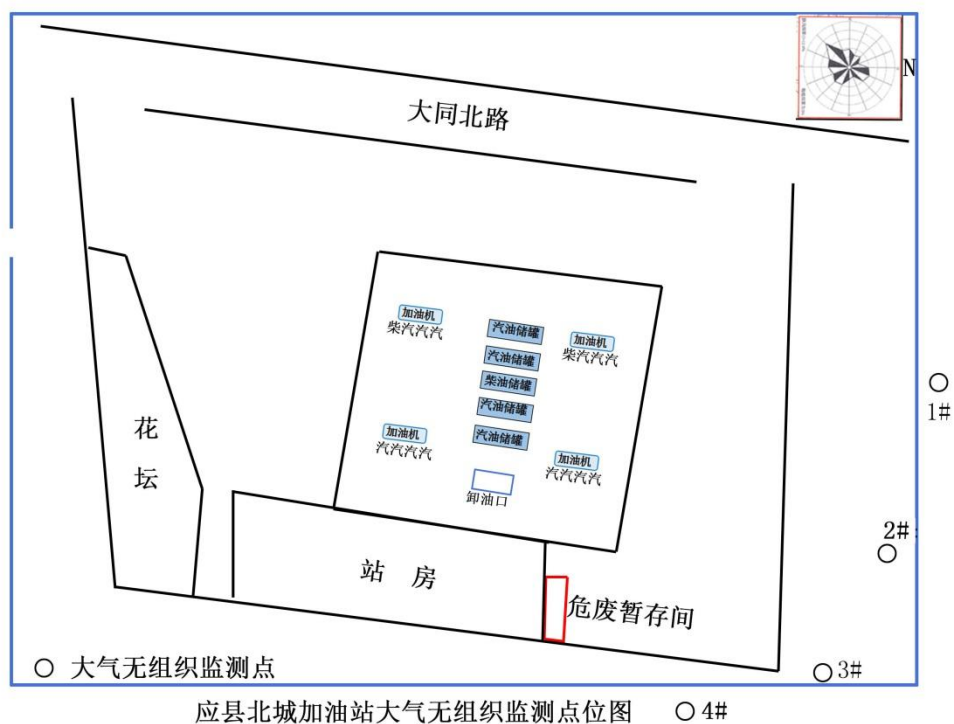 N
大同北路
加油机
柴汽汽汽
汽油储罐
加油机
柴汽汽汽
汽油储罐
柴油储罐
汽油储罐
汽油储罐
加油机
汽汽汽汽
加油机
汽汽汽汽
卸油口
1#
2#
花
坛
站 房
危废暂存间
3#
大气无组织监测点
应县北城加油站大气无组织监测点位图
4#